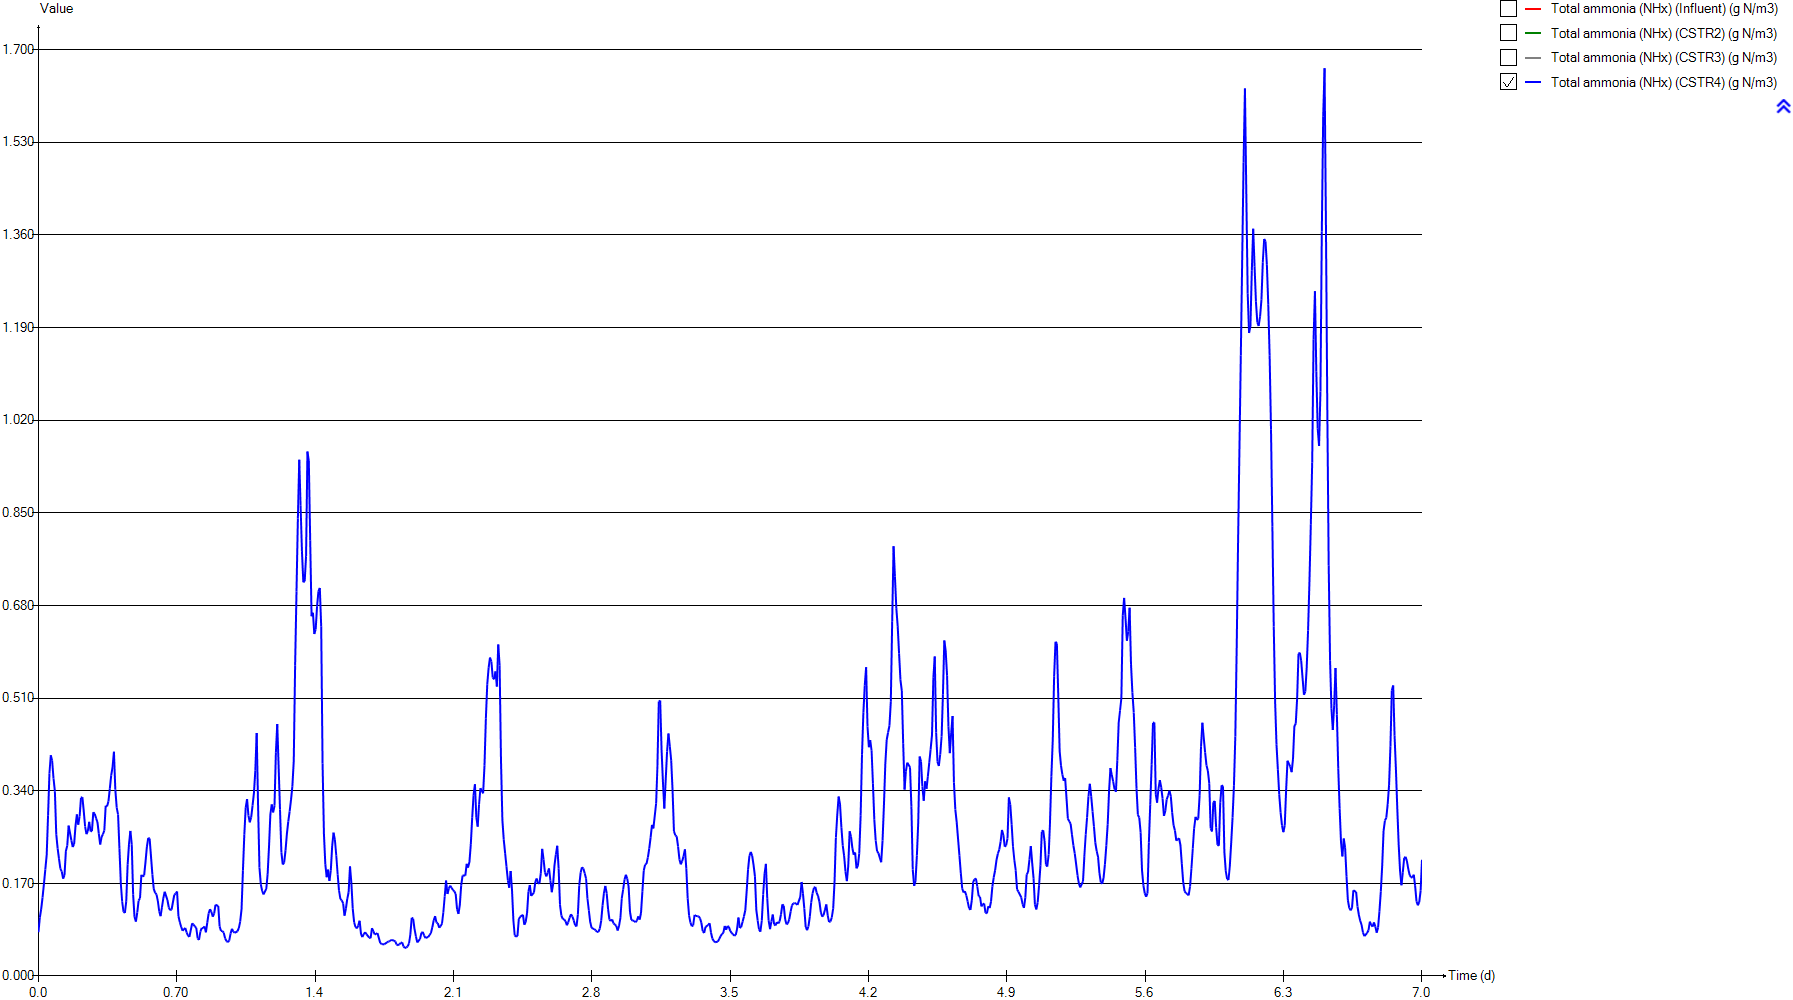 Value
Total ammonia (NHx) (Influent) (g N/m3)
Total ammonia (NHx) (CSTR2) (g N/m3)
Total ammonia (NHx) (CSTR3) (g N/m3)
Total ammonia (NHx) (CSTR4) (g N/m3)
1.700
1.530
1.360
1.190
1.020
0.850
0.680
0.510
0.340
0.170
0.000
0.0 0.70 1.4 2.1 2.8 3.5 4.2 4.9 5.6 6.3 7.0
Time (d)